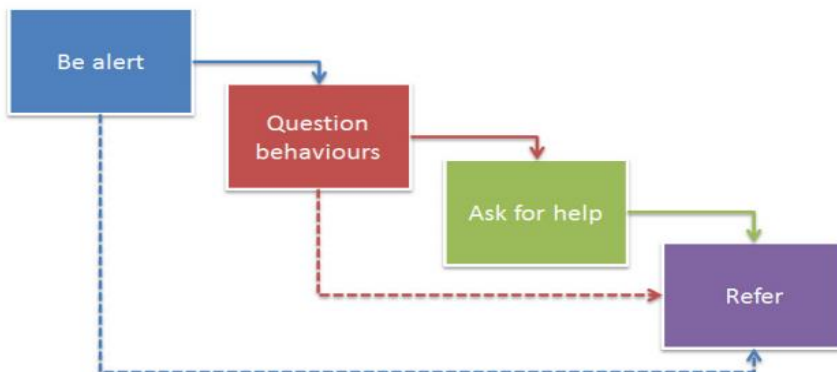 Be alert
Question
behaviours
Ask for help
Refer